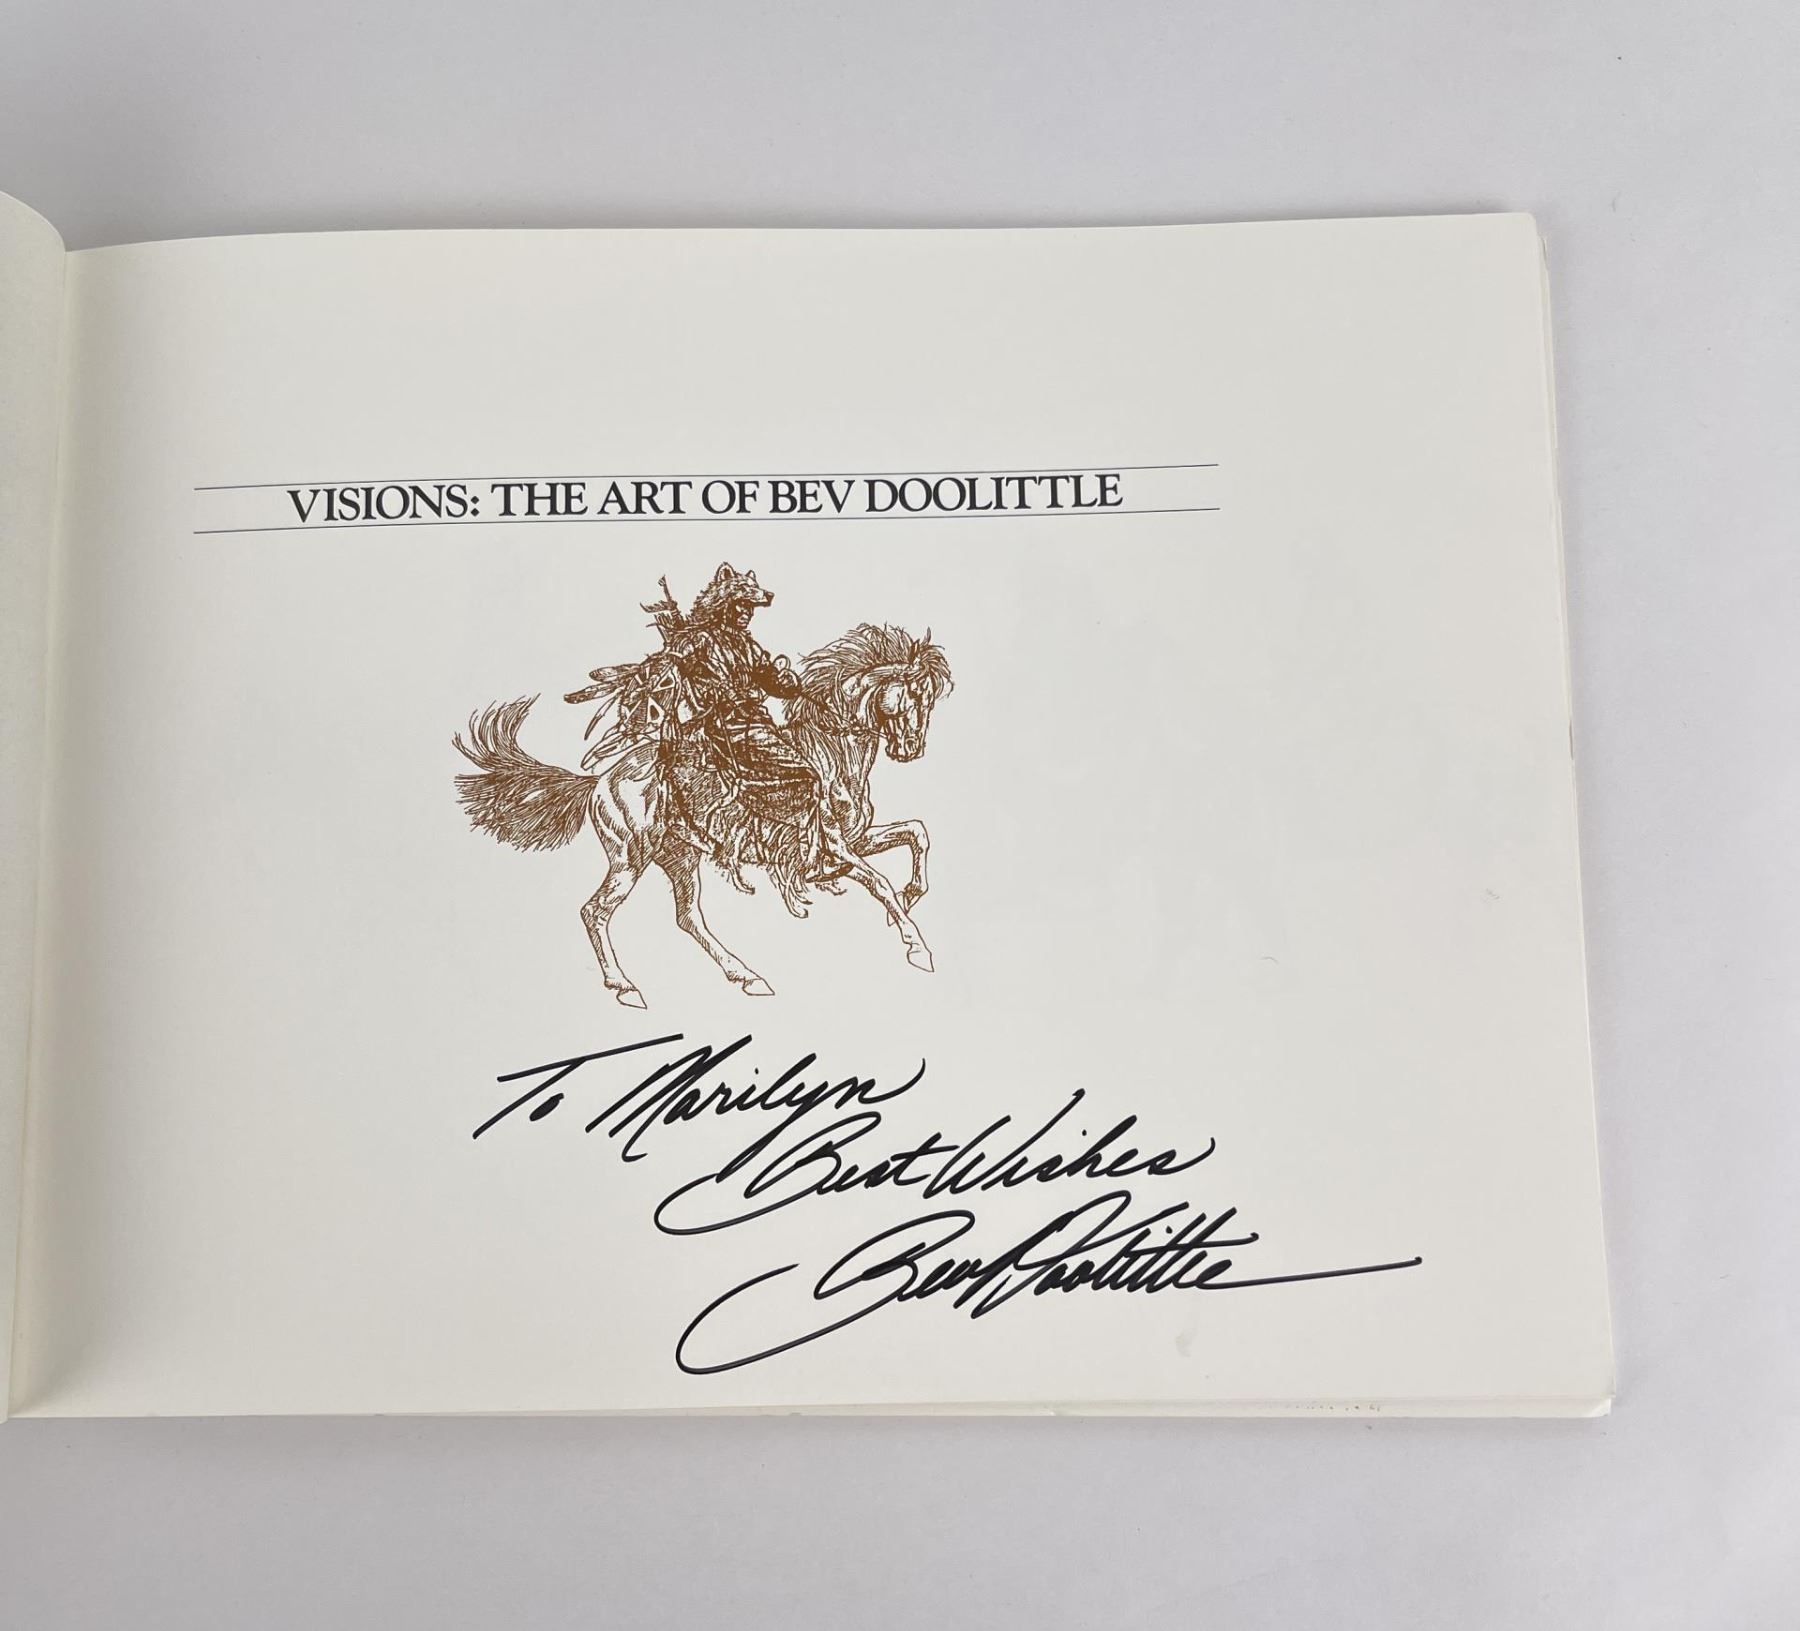 VISIONS: THE ART OF BEV DOOLITTLE
To Marilyn
Best Wishes
Bev Doolittle